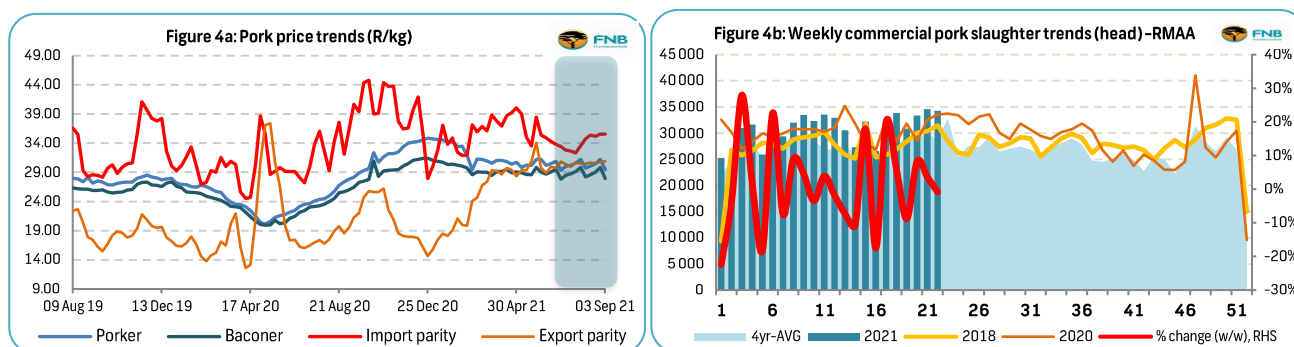 Figure 4a: Pork price trends (R/kg)
FNB
49.00
44.00
39.00
34.00
29.00
24.00
19.00
14.00
9.00
09 Aug 19 13 Dec 19 17 Apr 20 21 Aug 20 25 Dec 20 30 Apr 21 03 Sep 21
Porker Baconer Import parity Export parity
Figure 4b: Weekly commercial pork slaughter trends (head) -RMAA
FNB
45 000 40%
40 000 30%
35 000
30 000 20%
25 000 10%
20 000 0%
15 000 -10%
10 000
5 000 -20%
0 -30%
1 6 11 16 21 26 31 36 41 46 51
4yr-AVG 2021 2018 2020 % change (w/w), RHS